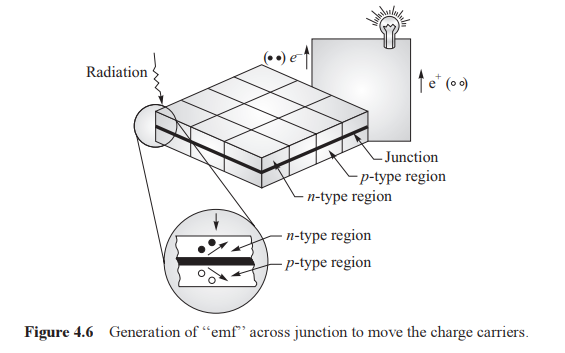 (••) e⁻
Radiation
e⁺ (○○)
Junction
p-type region
n-type region
n-type region
p-type region
Figure 4.6 Generation of “emf” across junction to move the charge carriers.